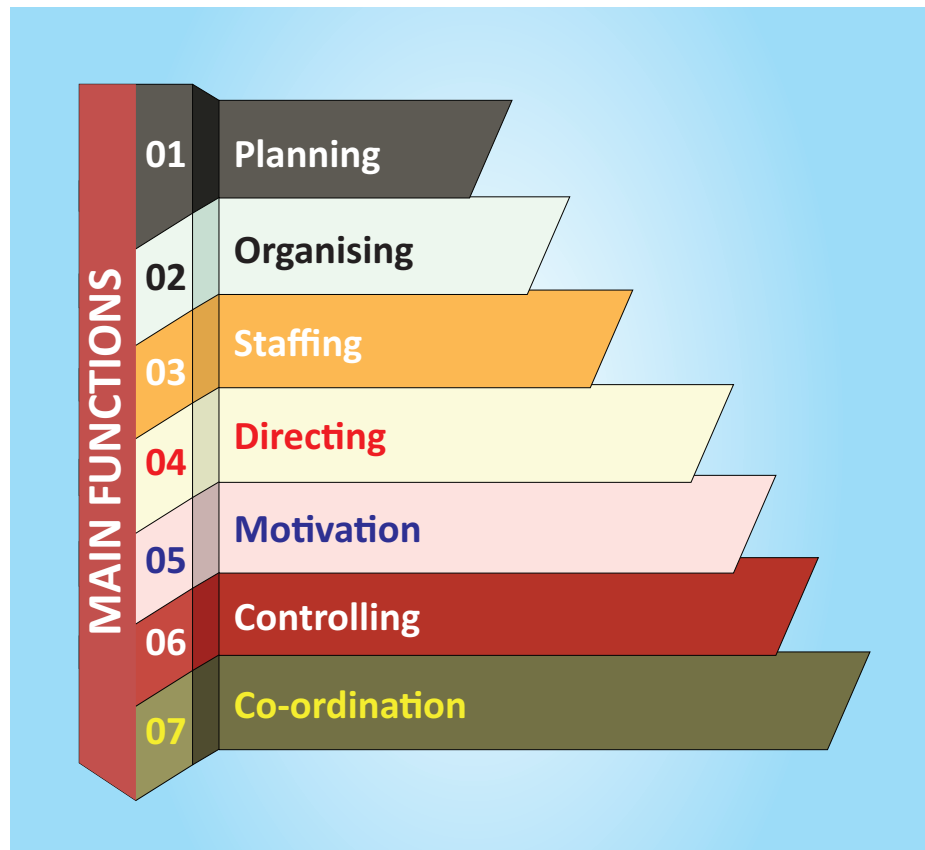 MAIN FUNCTIONS
01 Planning
02 Organising
03 Staffing
04 Directing
05 Motivation
06 Controlling
07 Co-ordination